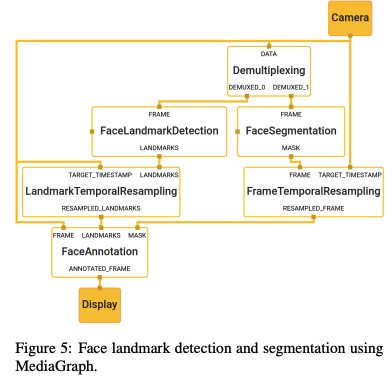 Camera
DATA
Demultiplexing
DEMUXED_0 DEMUXED_1
FRAME FRAME
FaceLandmarkDetection FaceSegmentation
LANDMARKS MASK
TARGET_TIMESTAMP LANDMARKS FRAME TARGET_TIMESTAMP
LandmarkTemporalResampling FrameTemporalResampling
RESAMPLED_LANDMARKS RESAMPLED_FRAME
FRAME LANDMARKS MASK
FaceAnnotation
ANNOTATED_FRAME
Display
Figure 5: Face landmark detection and segmentation using
MediaGraph.